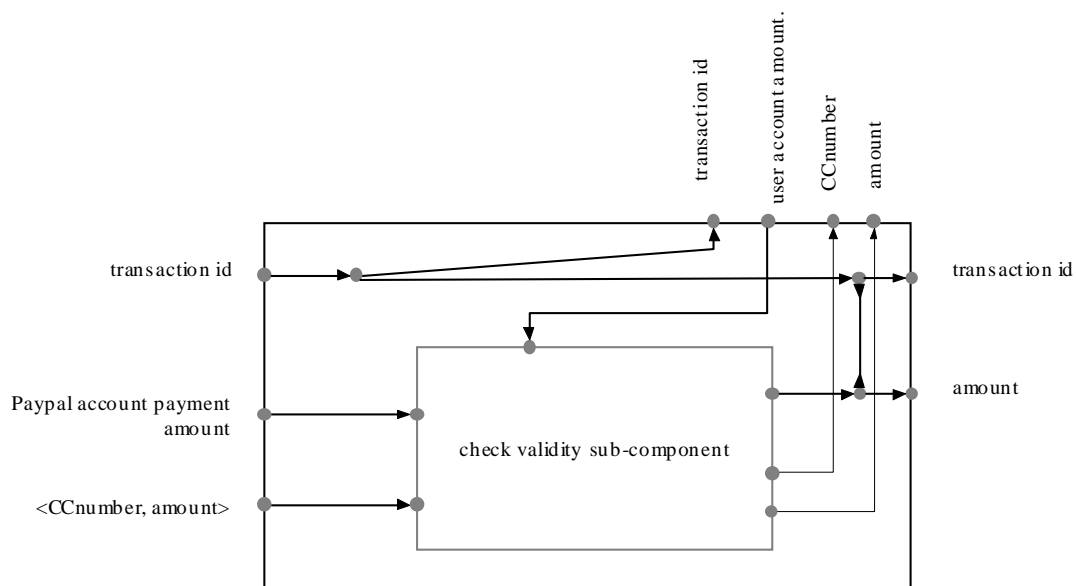 transaction id
user account amount.
CCnumber
amount
transaction id
transaction id
Paypal account payment
amount
amount
check validity sub-component
<CCnumber, amount>